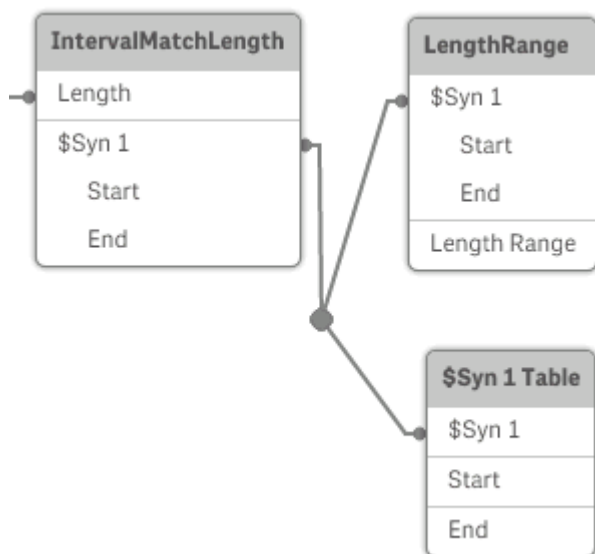 IntervalMatchLength
Length
$Syn 1
Start
End
LengthRange
$Syn 1
Start
End
Length Range
$Syn 1 Table
$Syn 1
Start
End